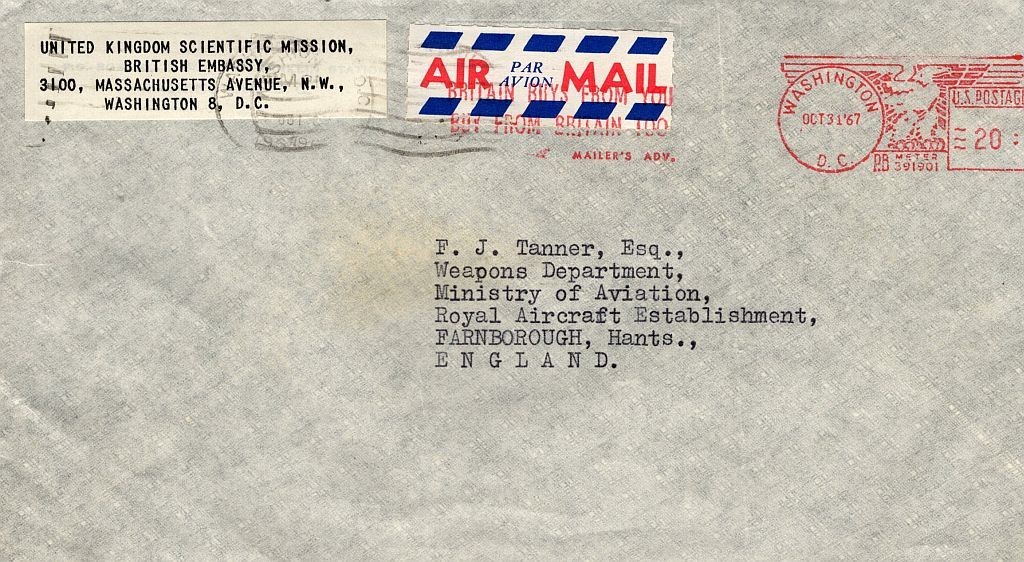 UNITED KINGDOM SCIENTIFIC MISSION,
BRITISH EMBASSY,
3100, MASSACHUSETTS AVENUE, N.W.,
WASHINGTON 8, D.C.
AIR PAR AVION MAIL
BRITAIN BUYS FROM YOU
BUY FROM BRITAIN TOO
MAILER'S ADV.
WASHINGTON
OCT 31 '67
D.C.
P.B METER
391901
U.S. POSTAGE
20
F. J. Tanner, Esq.,
Weapons Department,
Ministry of Aviation,
Royal Aircraft Establishment,
FARNBOROUGH, Hants.,
E N G L A N D.